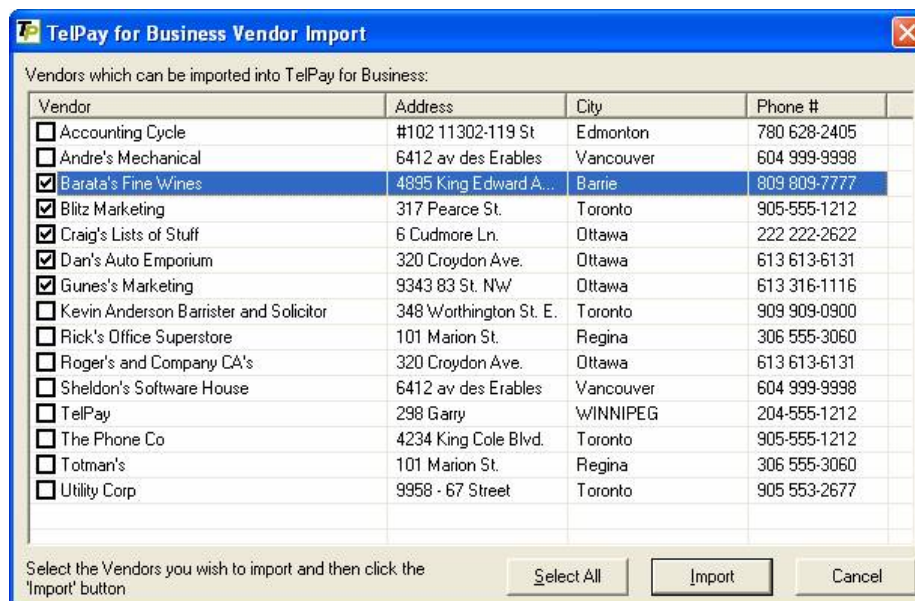 TP TelPay for Business Vendor Import
Vendors which can be imported into TelPay for Business:
Vendor Address City Phone #
Accounting Cycle #102 11302-119 St Edmonton 780 628-2405
Andre's Mechanical 6412 av des Erables Vancouver 604 999-9998
Barata's Fine Wines 4895 King Edward A... Barrie 809 809-7777
Blitz Marketing 317 Pearce St. Toronto 905-555-1212
Craig's Lists of Stuff 6 Cudmore Ln. Ottawa 222 222-2622
Dan's Auto Emporium 320 Croydon Ave. Ottawa 613 613-6131
Gunes's Marketing 9343 83 St. NW Ottawa 613 316-1116
Kevin Anderson Barrister and Solicitor 348 Worthington St. E. Toronto 909 909-0900
Rick's Office Superstore 101 Marion St. Regina 306 555-3060
Roger's and Company CA's 320 Croydon Ave. Ottawa 613 613-6131
Sheldon's Software House 6412 av des Erables Vancouver 604 999-9998
TelPay 298 Garry WINNIPEG 204-555-1212
The Phone Co 4234 King Cole Blvd. Toronto 905-555-1212
Totman's 101 Marion St. Regina 306 555-3060
Utility Corp 9958 - 67 Street Toronto 905 553-2677
Select the Vendors you wish to import and then click the
'Import' button
Select All Import Cancel